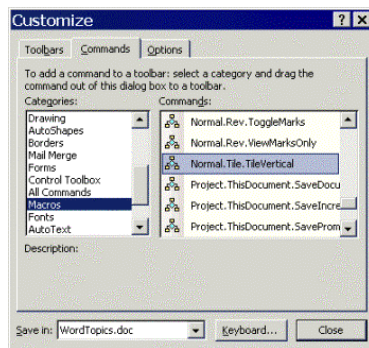 Customize
Toolbars Commands Options
To add a command to a toolbar: select a category and drag the
command out of this dialog box to a toolbar.
Categories:
Drawing
AutoShapes
Borders
Mail Merge
Forms
Control Toolbox
All Commands
Macros
Fonts
AutoText
Commands:
Normal.Rev.ToggleMarks
Normal.Rev.ViewMarksOnly
Normal.Tile.TileVertical
Project.ThisDocument.SaveDocu
Project.ThisDocument.SaveIncre
Project.ThisDocument.SaveProm
Description:
Save in: WordTopics.doc Keyboard... Close